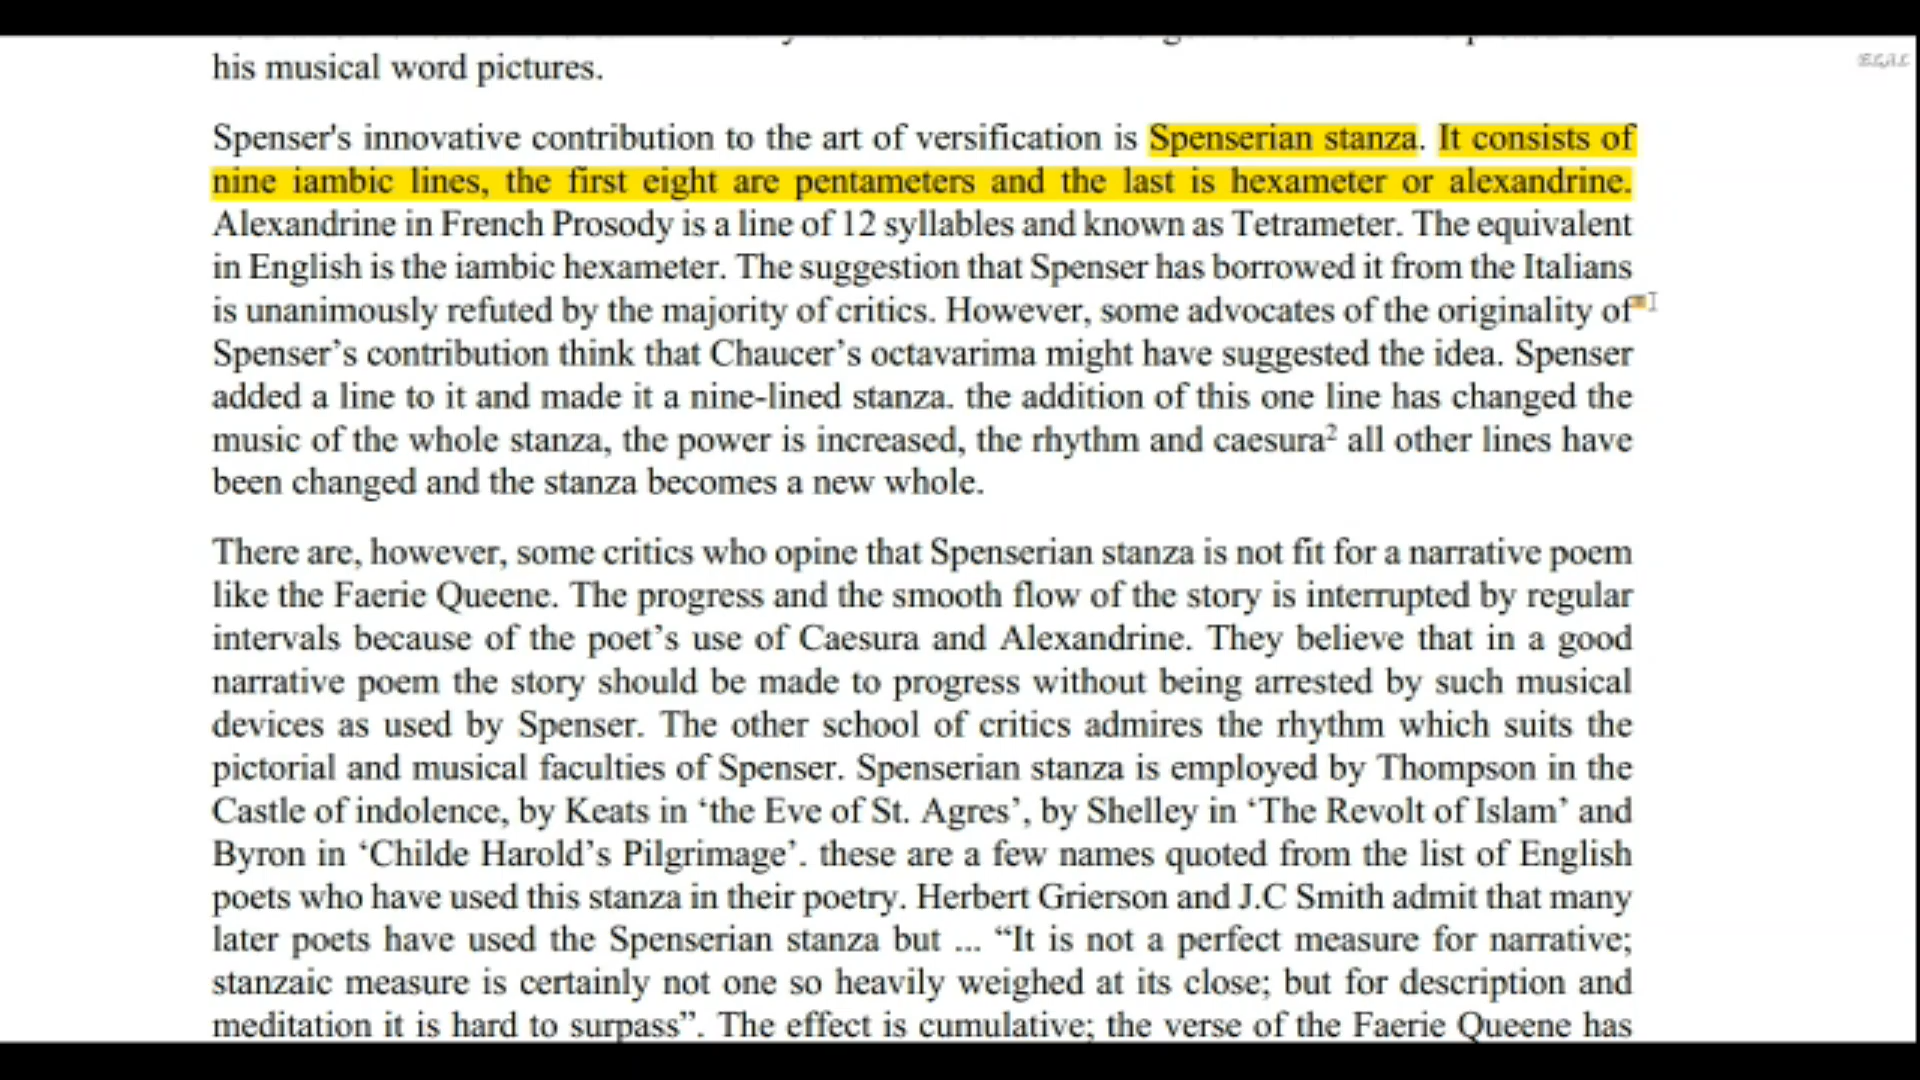 his musical word pictures.
ELAL
Spenser's innovative contribution to the art of versification is Spenserian stanza. It consists of
nine iambic lines, the first eight are pentameters and the last is hexameter or alexandrine.
Alexandrine in French Prosody is a line of 12 syllables and known as Tetrameter. The equivalent
in English is the iambic hexameter. The suggestion that Spenser has borrowed it from the Italians
is unanimously refuted by the majority of critics. However, some advocates of the originality of
Spenser’s contribution think that Chaucer’s octavarima might have suggested the idea. Spenser
added a line to it and made it a nine-lined stanza. the addition of this one line has changed the
music of the whole stanza, the power is increased, the rhythm and caesura² all other lines have
been changed and the stanza becomes a new whole.
There are, however, some critics who opine that Spenserian stanza is not fit for a narrative poem
like the Faerie Queene. The progress and the smooth flow of the story is interrupted by regular
intervals because of the poet’s use of Caesura and Alexandrine. They believe that in a good
narrative poem the story should be made to progress without being arrested by such musical
devices as used by Spenser. The other school of critics admires the rhythm which suits the
pictorial and musical faculties of Spenser. Spenserian stanza is employed by Thompson in the
Castle of indolence, by Keats in ‘the Eve of St. Agres’, by Shelley in ‘The Revolt of Islam’ and
Byron in ‘Childe Harold’s Pilgrimage’. these are a few names quoted from the list of English
poets who have used this stanza in their poetry. Herbert Grierson and J.C Smith admit that many
later poets have used the Spenserian stanza but ... “It is not a perfect measure for narrative;
stanzaic measure is certainly not one so heavily weighed at its close; but for description and
meditation it is hard to surpass”. The effect is cumulative; the verse of the Faerie Queene has